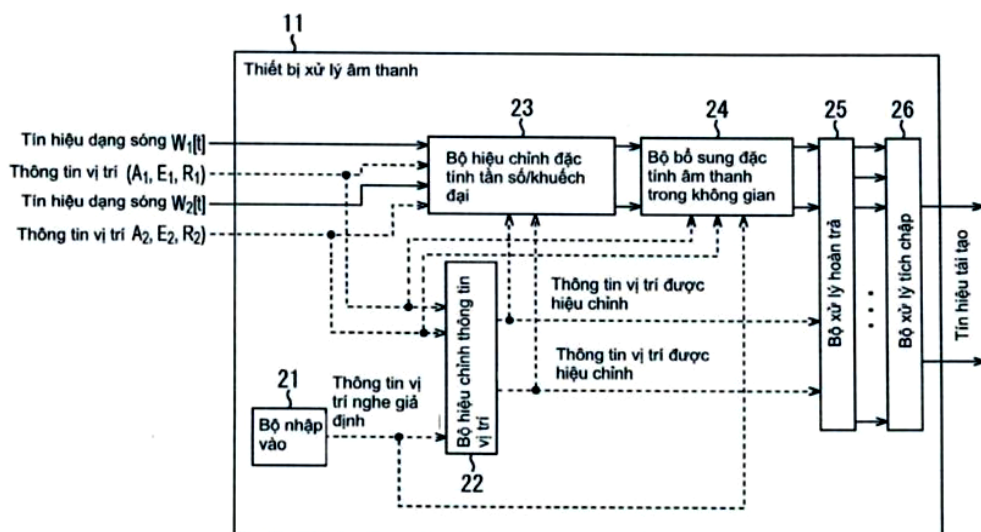 11
Thiết bị xử lý âm thanh
23
24
25
26
Tín hiệu dạng sóng W₁[t]
Thông tin vị trí (A₁, E₁, R₁)
Tín hiệu dạng sóng W₂[t]
Thông tin vị trí A₂, E₂, R₂)
Bộ hiệu chỉnh đặc
tính tần số/khuếch
đại
Bộ bổ sung đặc
tính âm thanh
trong không gian
Bộ xử lý hoàn trả
Bộ xử lý tích chập
Tín hiệu tái tạo
Thông tin vị trí được
hiệu chỉnh
Thông tin vị trí được
hiệu chỉnh
Bộ hiệu chỉnh thông tin
vị trí
22
21
Bộ nhập
vào
Thông tin vị
trí nghe giả
định